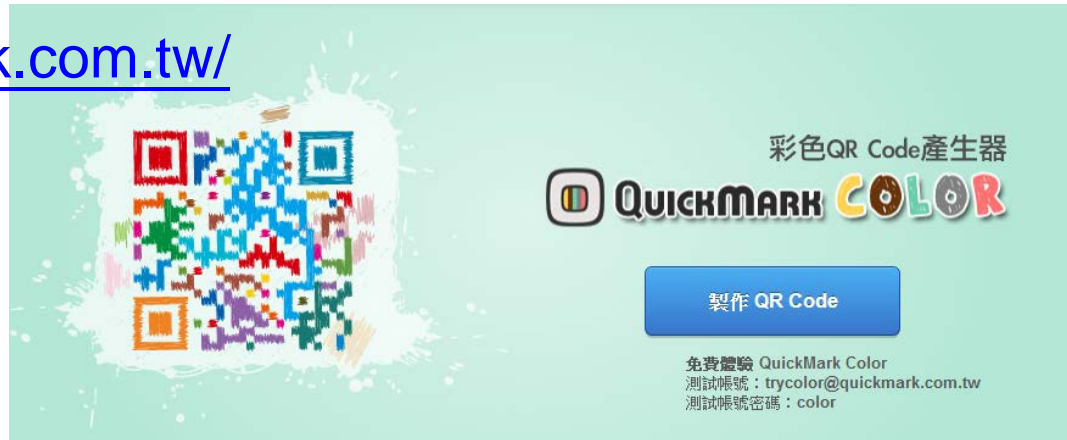 k.com.tw/
彩色QR Code產生器
QUICKMARK COLOR
製作 QR Code
免費體驗 QuickMark Color
測試帳號：trycolor@quickmark.com.tw
測試帳號密碼：color